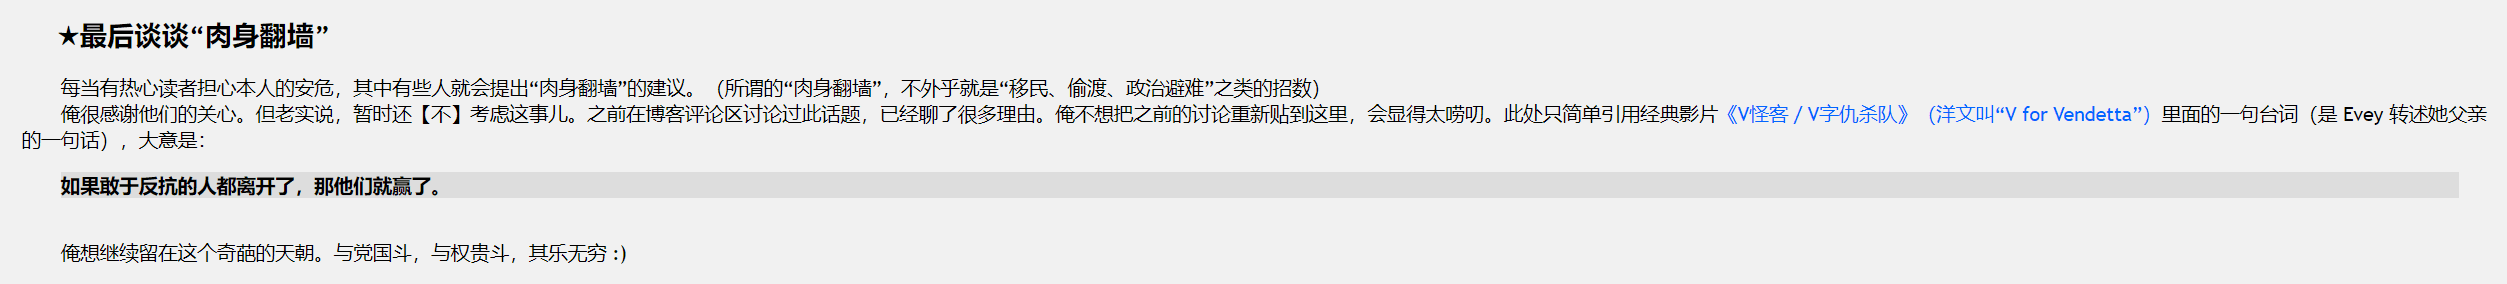 ★最后谈谈“肉身翻墙”
每当有热心读者担心本人的安危，其中有些人就会提出“肉身翻墙”的建议。（所谓的“肉身翻墙”，不外乎就是“移民、偷渡、政治避难”之类的招数）
俺很感谢他们的关心。但老实说，暂时还【不】考虑这事儿。之前在博客评论区讨论过此话题，已经聊了很多理由。俺不想把之前的讨论重新贴到这里，会显得太唠叨。此处只简单引用经典影片《V怪客 / V字仇杀队》（洋文叫“V for Vendetta”）里面的一句台词（是 Evey 转述她父亲
的一句话），大意是：
如果敢于反抗的人都离开了，那他们就赢了。
俺想继续留在这个奇葩的天朝。与党国斗，与权贵斗，其乐无穷 :)